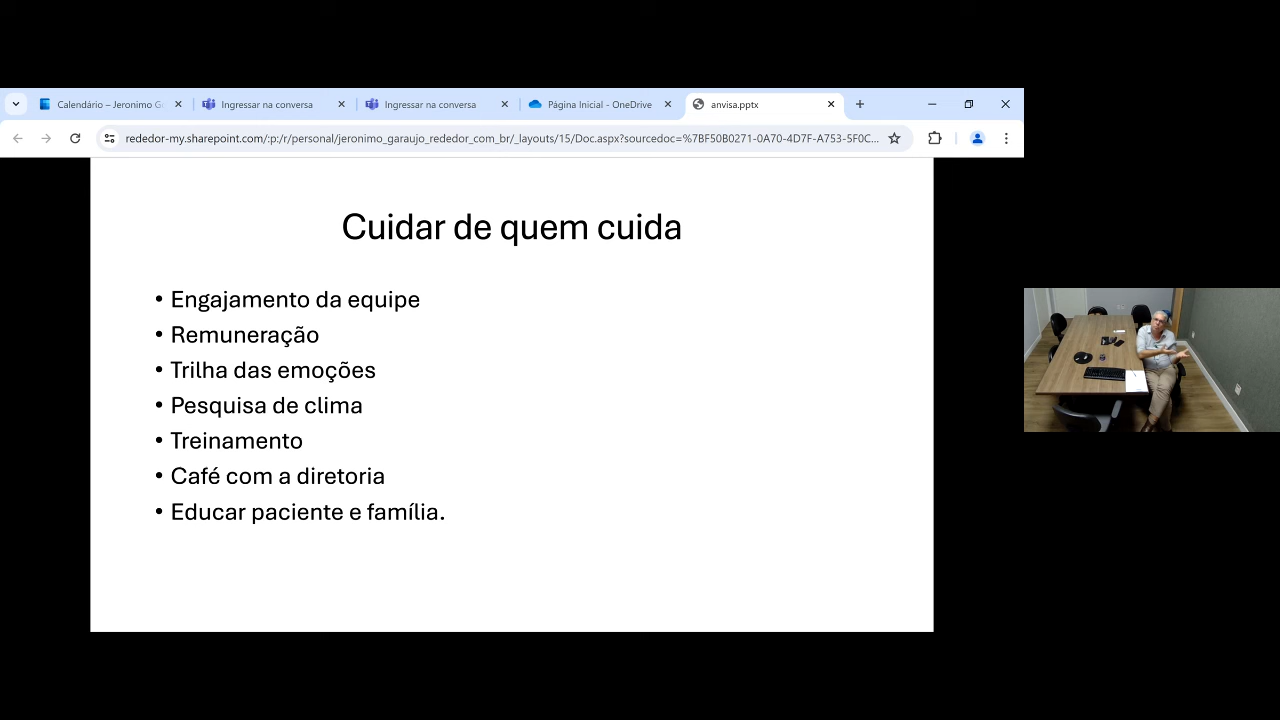 Calendário – Jeronimo G
Ingressar na conversa
Ingressar na conversa
Página Inicial - OneDrive
anvisa.pptx
rededor-my.sharepoint.com/:p:/r/personal/jeronimo_garaujo_rededor_com_br/_layouts/15/Doc.aspx?sourcedoc=%7BF50B0271-0A70-4D7F-A753-5F0C...
Cuidar de quem cuida
• Engajamento da equipe
• Remuneração
• Trilha das emoções
• Pesquisa de clima
• Treinamento
• Café com a diretoria
• Educar paciente e família.